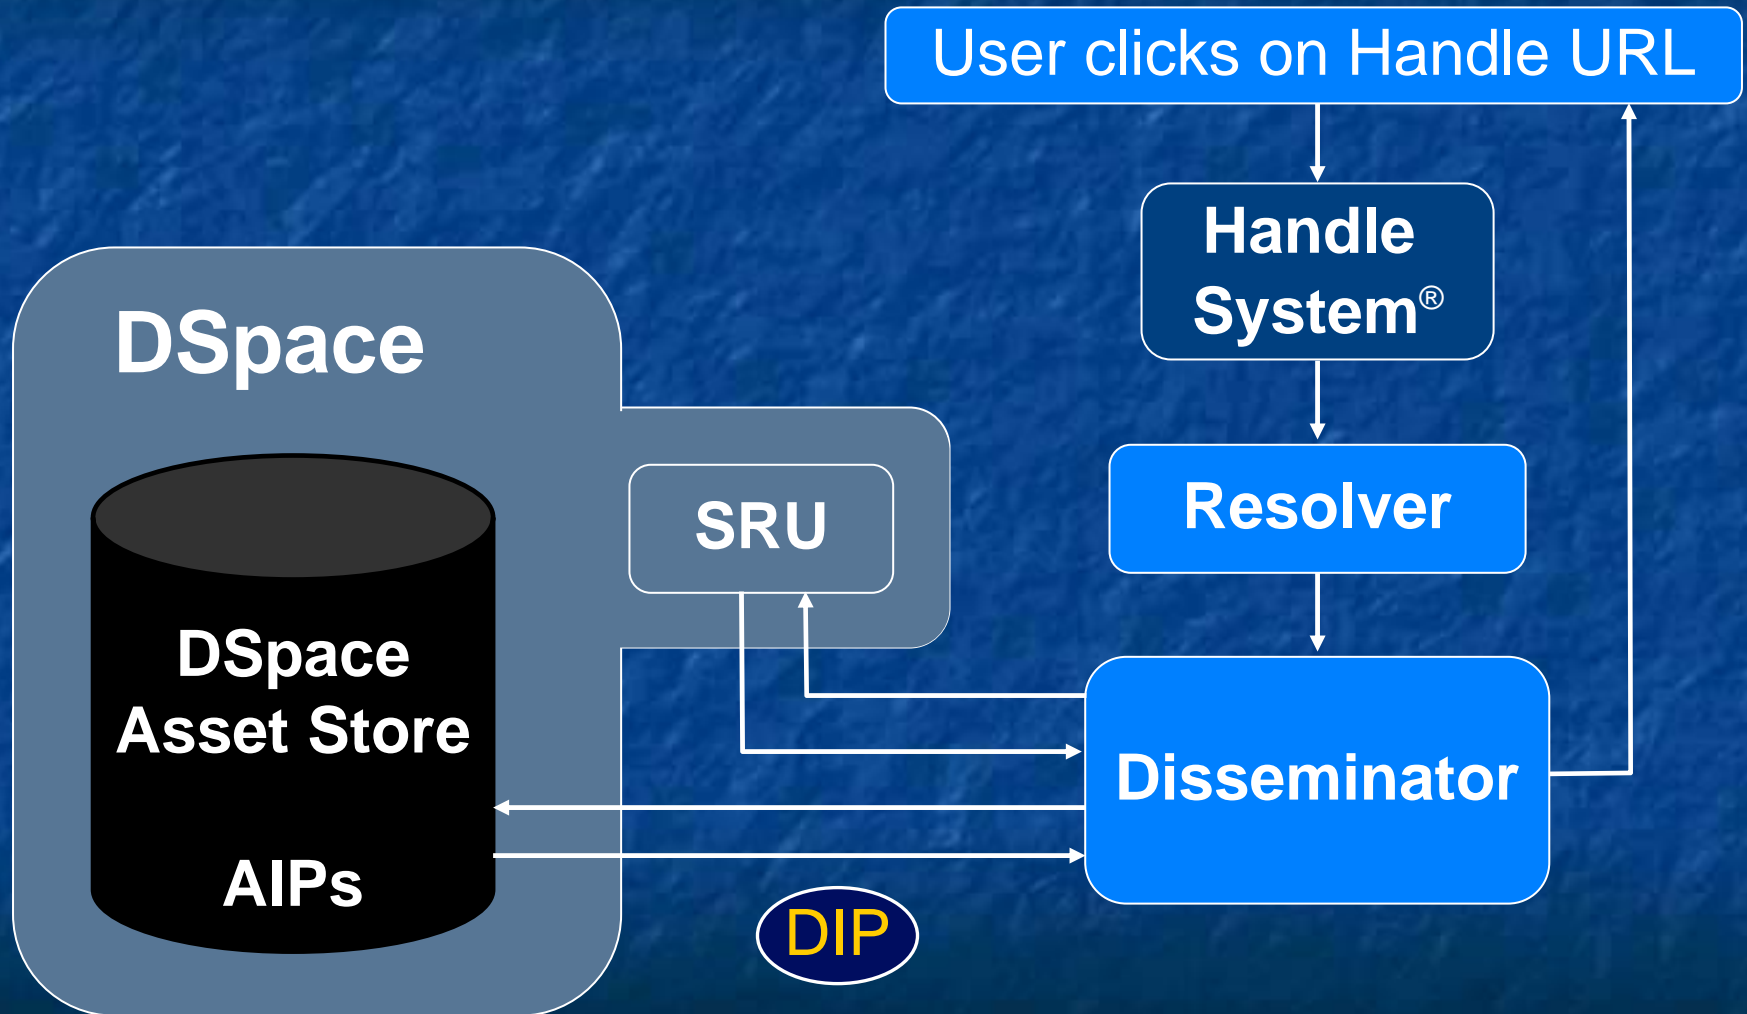 User clicks on Handle URL
Handle
System®
DSpace
Resolver
SRU
DSpace
Asset Store
AIPs
Disseminator
DIP